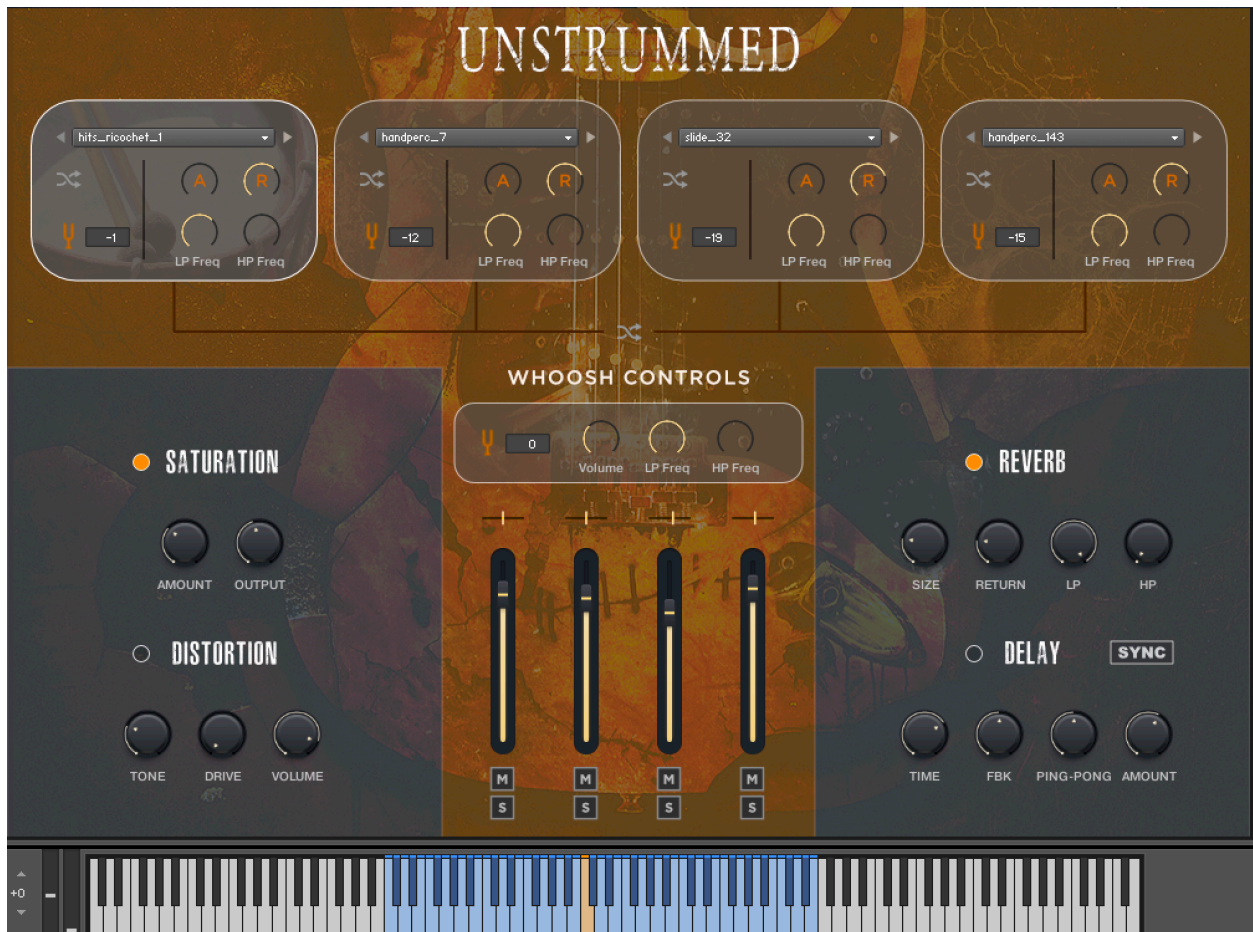 UNSTRUMMED
hits_ricochet_1
handperc_7
slide_32
handperc_143
A R
A R
A R
A R
-1
-12
-19
-15
LP Freq HP Freq
LP Freq HP Freq
LP Freq HP Freq
LP Freq HP Freq
WHOOSH CONTROLS
0
Volume LP Freq HP Freq
SATURATION
AMOUNT OUTPUT
DISTORTION
TONE DRIVE VOLUME
M M M M
S S S S
REVERB
SIZE RETURN LP HP
DELAY SYNC
TIME FBK PING-PONG AMOUNT
+0